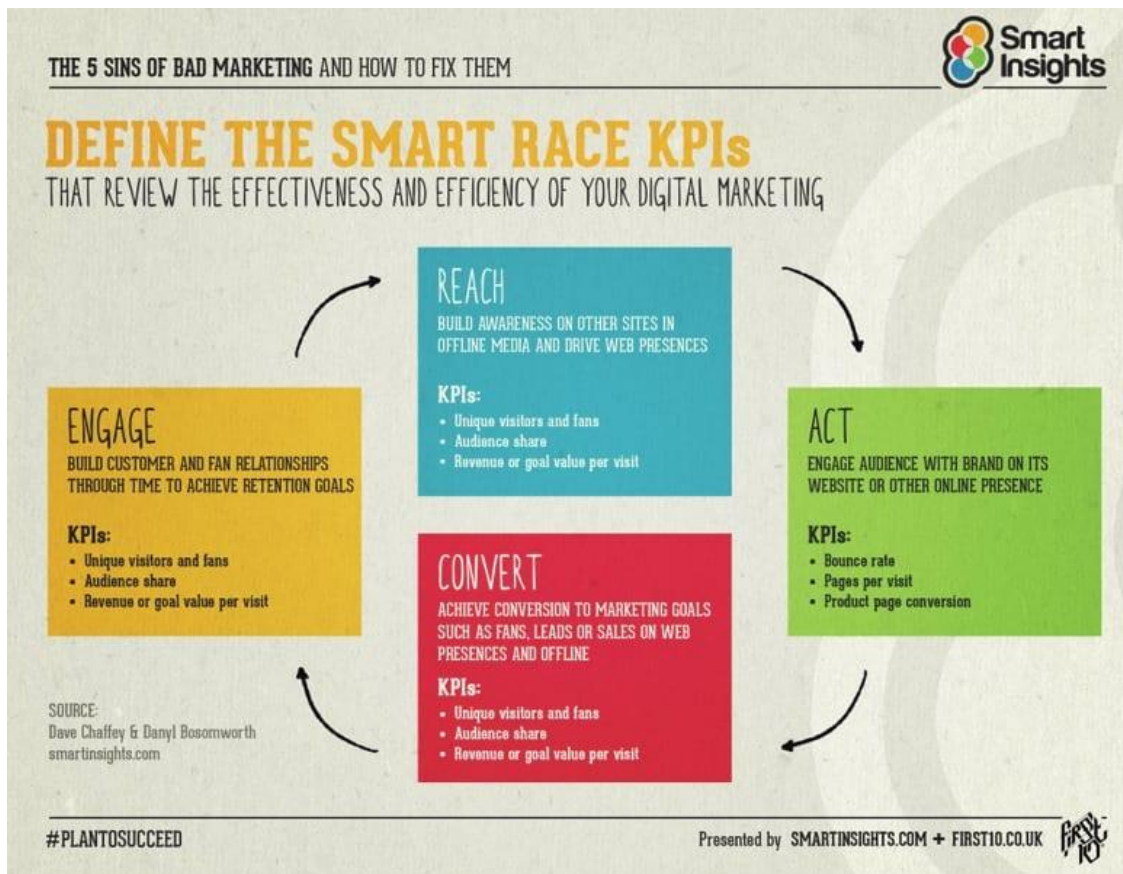 THE 5 SINS OF BAD MARKETING AND HOW TO FIX THEM
Smart
Insights
DEFINE THE SMART RACE KPIs
THAT REVIEW THE EFFECTIVENESS AND EFFICIENCY OF YOUR DIGITAL MARKETING
REACH
BUILD AWARENESS ON OTHER SITES IN
OFFLINE MEDIA AND DRIVE WEB PRESENCES
KPIs:
• Unique visitors and fans
• Audience share
• Revenue or goal value per visit
ACT
ENGAGE AUDIENCE WITH BRAND ON ITS
WEBSITE OR OTHER ONLINE PRESENCE
KPIs:
• Bounce rate
• Pages per visit
• Product page conversion
CONVERT
ACHIEVE CONVERSION TO MARKETING GOALS
SUCH AS FANS, LEADS OR SALES ON WEB
PRESENCES AND OFFLINE
KPIs:
• Unique visitors and fans
• Audience share
• Revenue or goal value per visit
ENGAGE
BUILD CUSTOMER AND FAN RELATIONSHIPS
THROUGH TIME TO ACHIEVE RETENTION GOALS
KPIs:
• Unique visitors and fans
• Audience share
• Revenue or goal value per visit
SOURCE:
Dave Chaffey & Danyl Bosomworth
smartinsights.com
#PLANTOSUCCEED
Presented by SMARTINSIGHTS.COM + FIRST10.CO.UK
FIRST
10